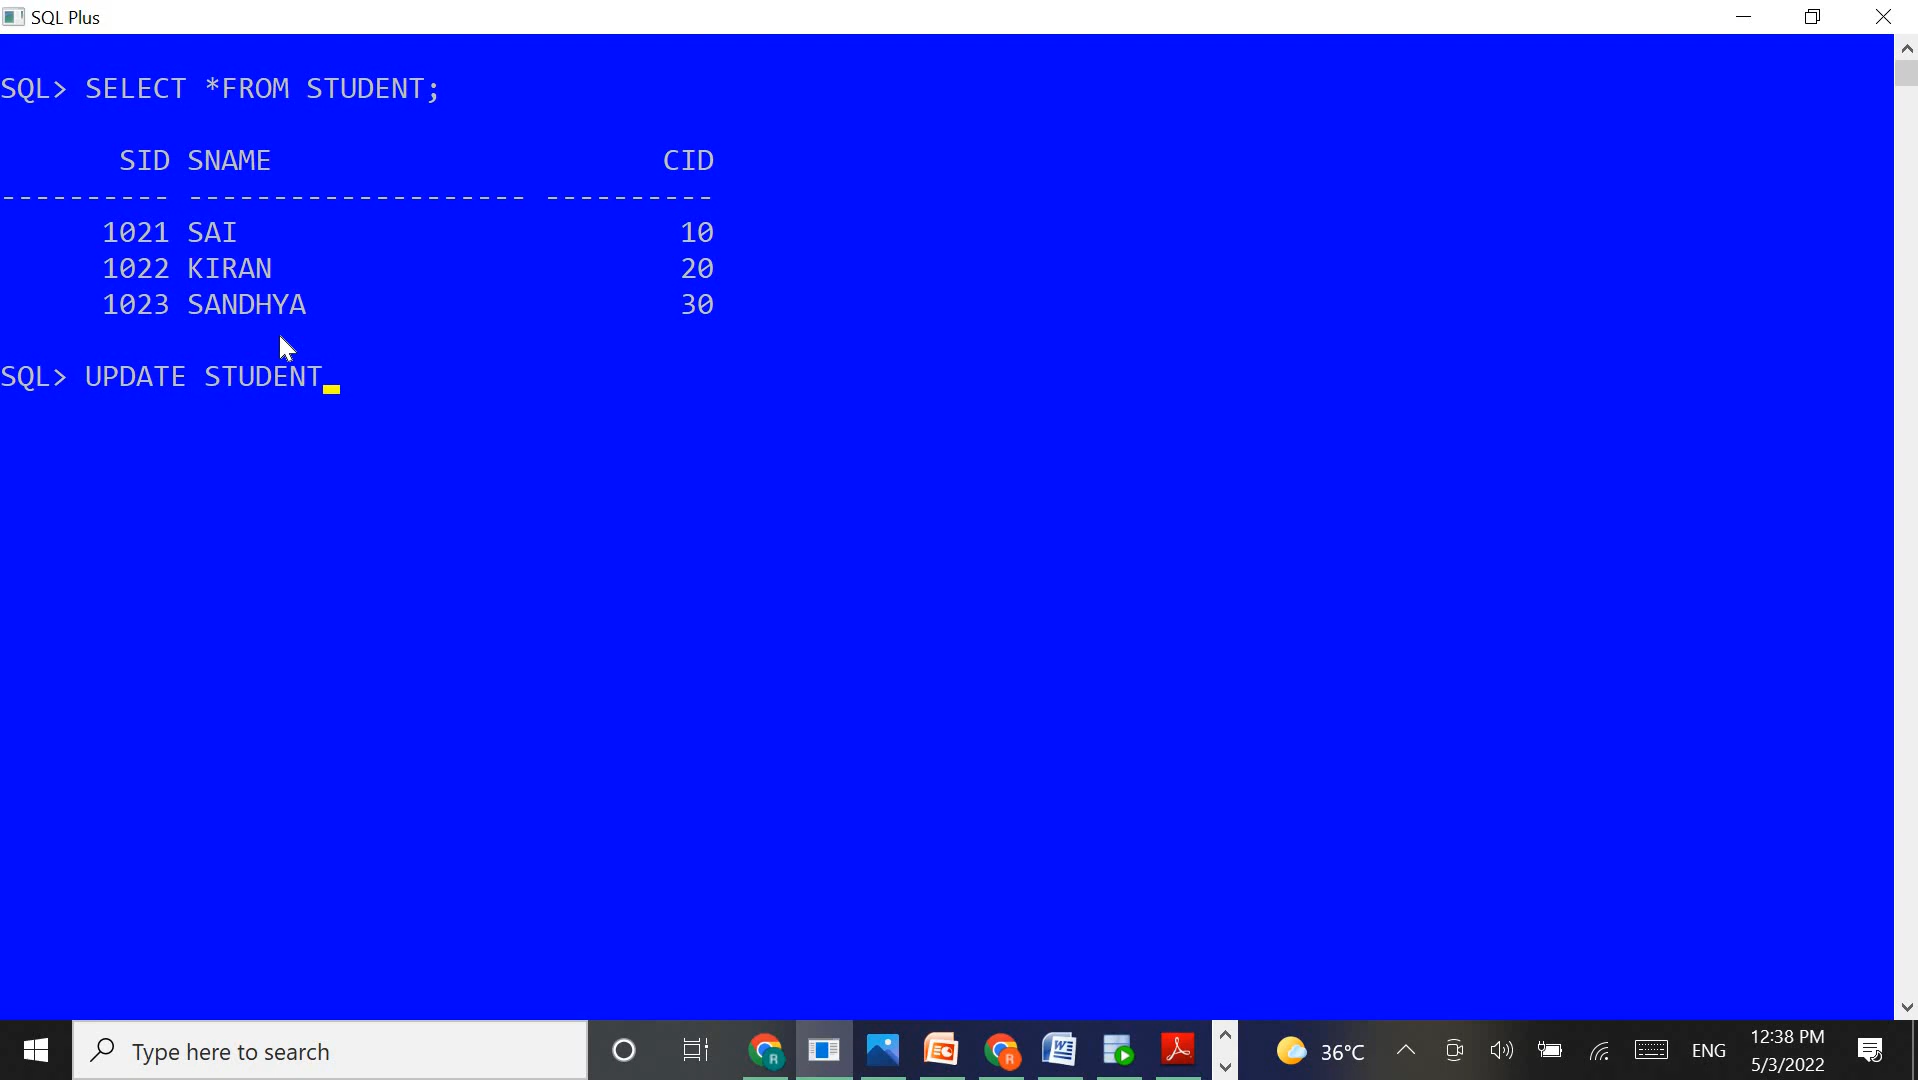 SQL Plus
SQL> SELECT *FROM STUDENT;
SID SNAME CID
---------- -------------------- ----------
1021 SAI 10
1022 KIRAN 20
1023 SANDHYA 30
SQL> UPDATE STUDENT_
Type here to search
R
R
36°C
ENG
12:38 PM
5/3/2022